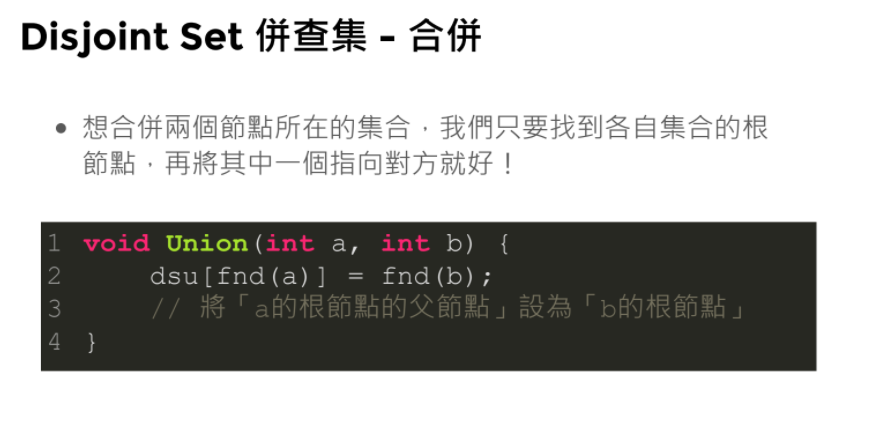 Disjoint Set 併查集 - 合併
• 想合併兩個節點所在的集合，我們只要找到各自集合的根
節點，再將其中一個指向對方就好！
1 void Union(int a, int b) {
2     dsu[fnd(a)] = fnd(b);
3     // 將「a的根節點的父節點」設為「b的根節點」
4 }